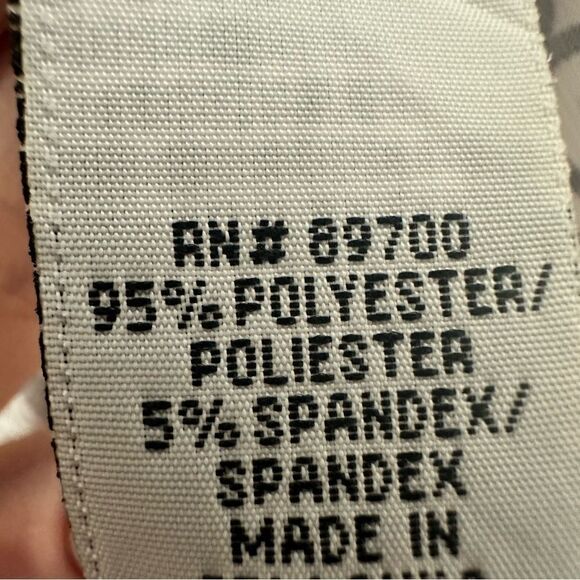 RN# 89700
95% POLYESTER/
POLIESTER
5% SPANDEX/
SPANDEX
MADE IN